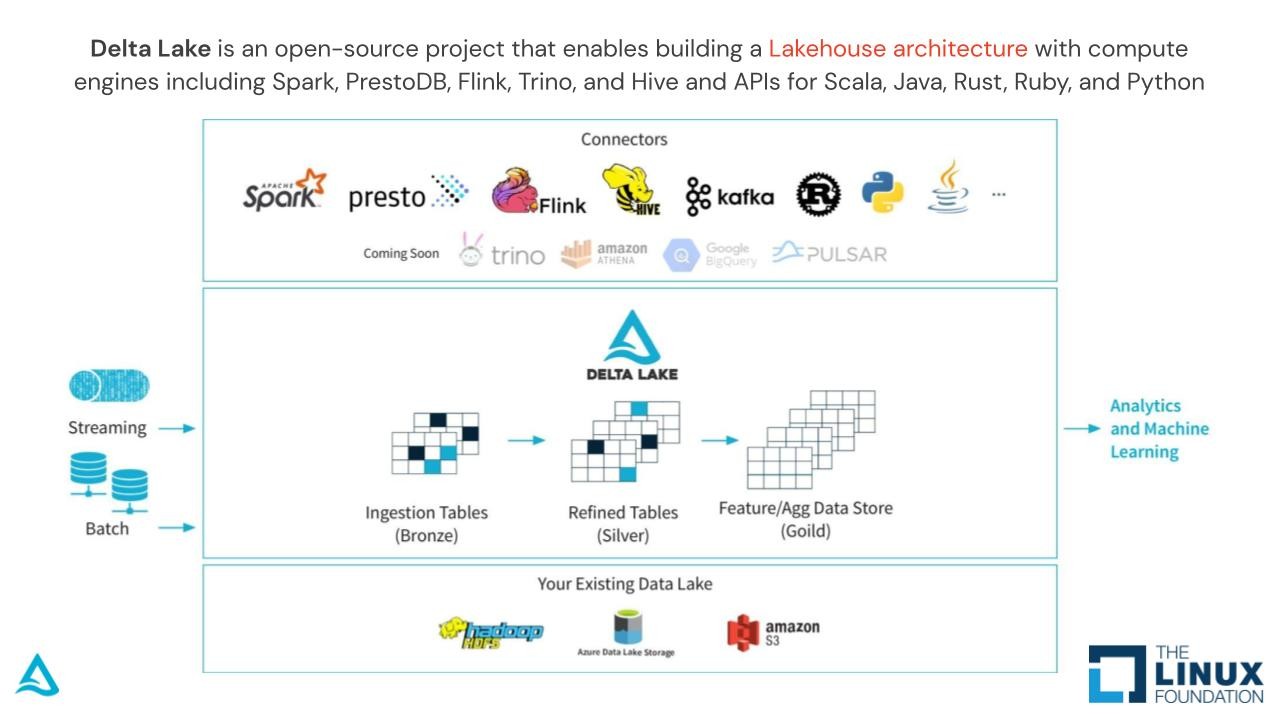 Delta Lake is an open-source project that enables building a Lakehouse architecture with compute
engines including Spark, PrestoDB, Flink, Trino, and Hive and APIs for Scala, Java, Rust, Ruby, and Python
Connectors
APACHE
Spark
presto
Flink
HIVE
kafka
R
...
Coming Soon
trino
amazon
ATHENA
Google
BigQuery
PULSAR
DELTA LAKE
Streaming
Batch
Ingestion Tables
(Bronze)
Refined Tables
(Silver)
Feature/Agg Data Store
(Goild)
Analytics
and Machine
Learning
Your Existing Data Lake
hadoop
HDFS
Azure Data Lake Storage
amazon
S3
THE
LINUX
FOUNDATION